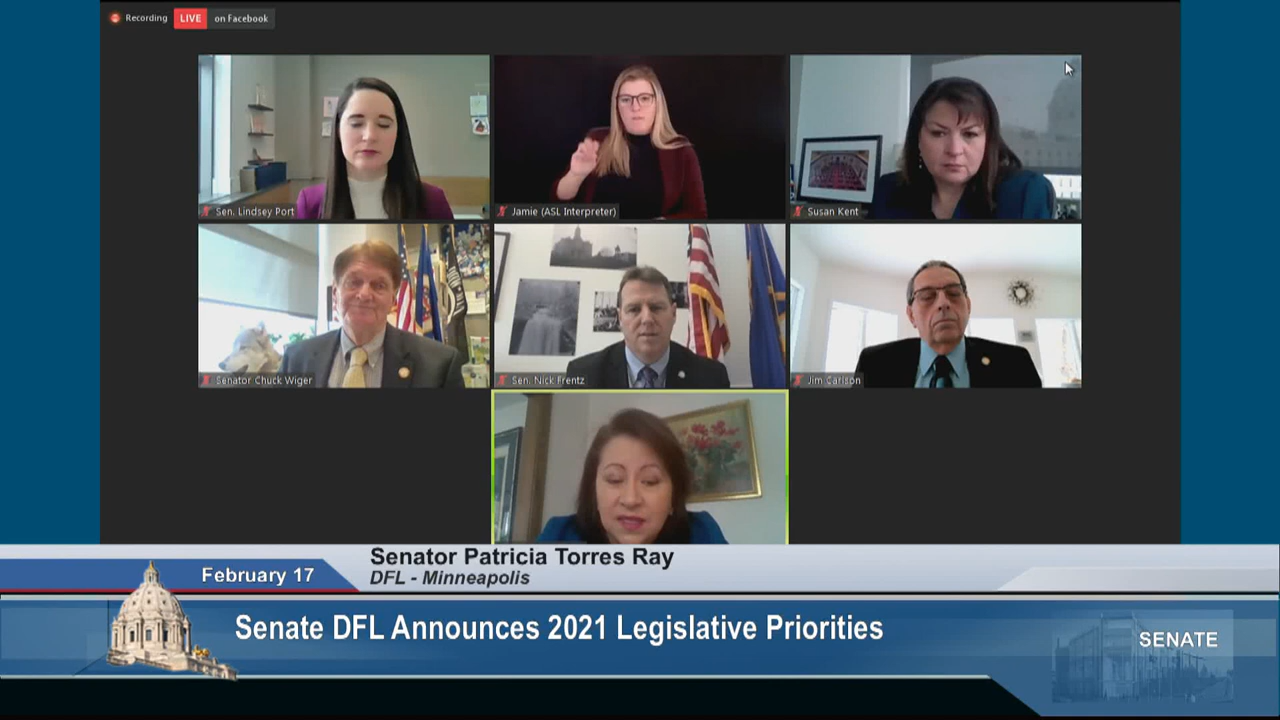 Recording
LIVE
on Facebook
Sen. Lindsey Port
Jamie (ASL Interpreter)
Susan Kent
Senator Chuck Wiger
Sen. Nick Frentz
Jim Carlson
Senator Patricia Torres Ray
February 17
DFL - Minneapolis
Senate DFL Announces 2021 Legislative Priorities
SENATE